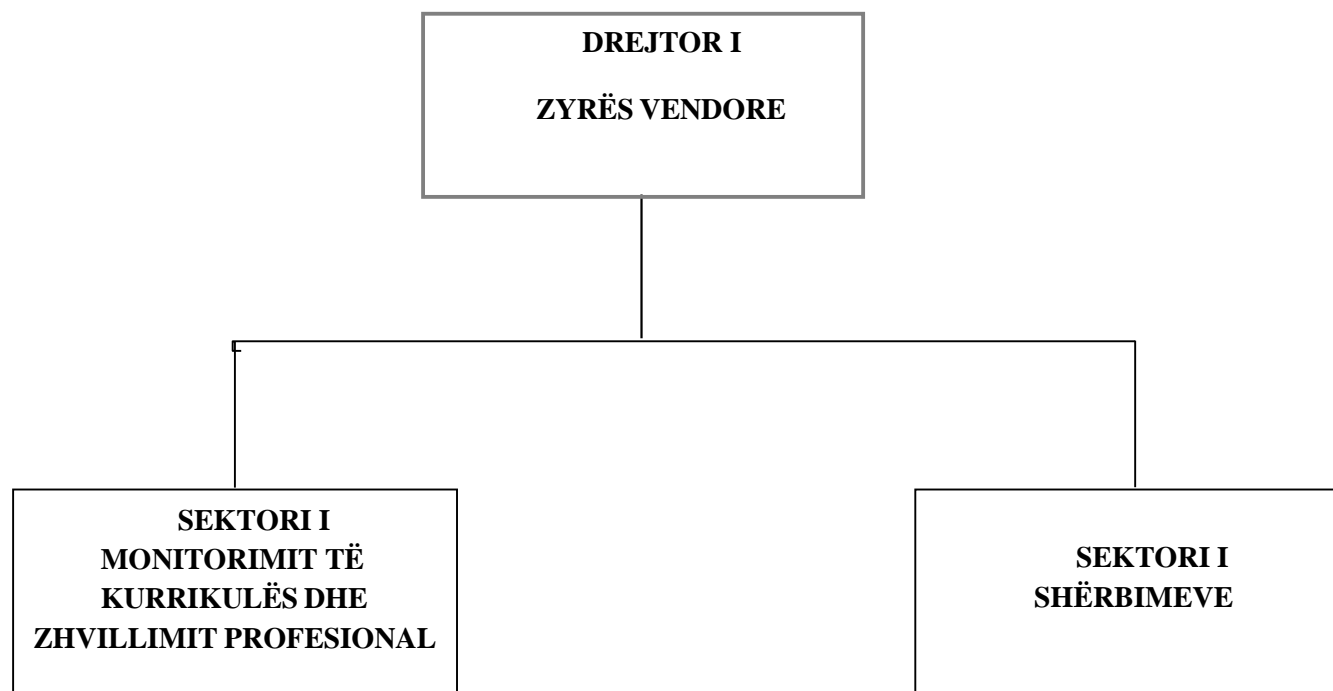 DREJTOR I
ZYRËS VENDORE
SEKTORI I
MONITORIMIT TË
KURRIKULËS DHE
ZHVILLIMIT PROFESIONAL
SEKTORI I
SHËRBIMEVE